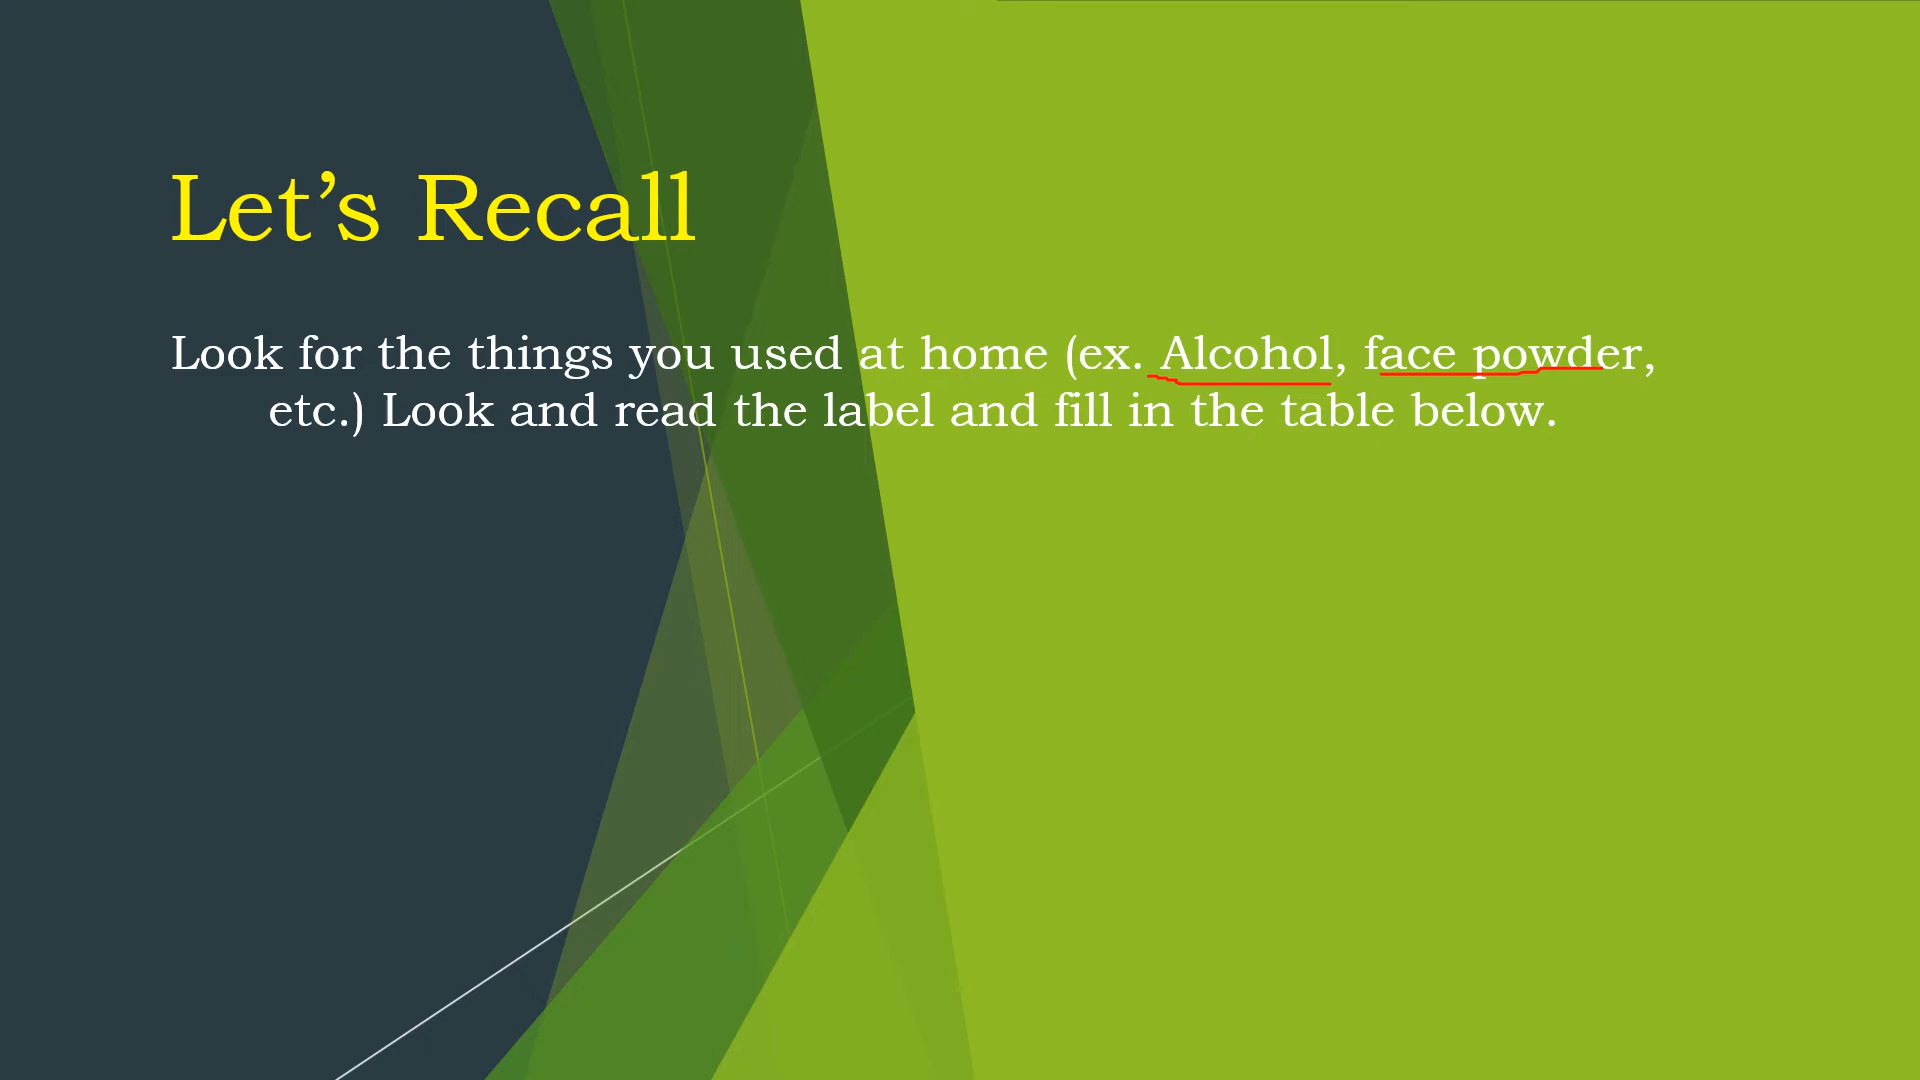 Let’s Recall
Look for the things you used at home (ex. Alcohol, face powder,
etc.) Look and read the label and fill in the table below.